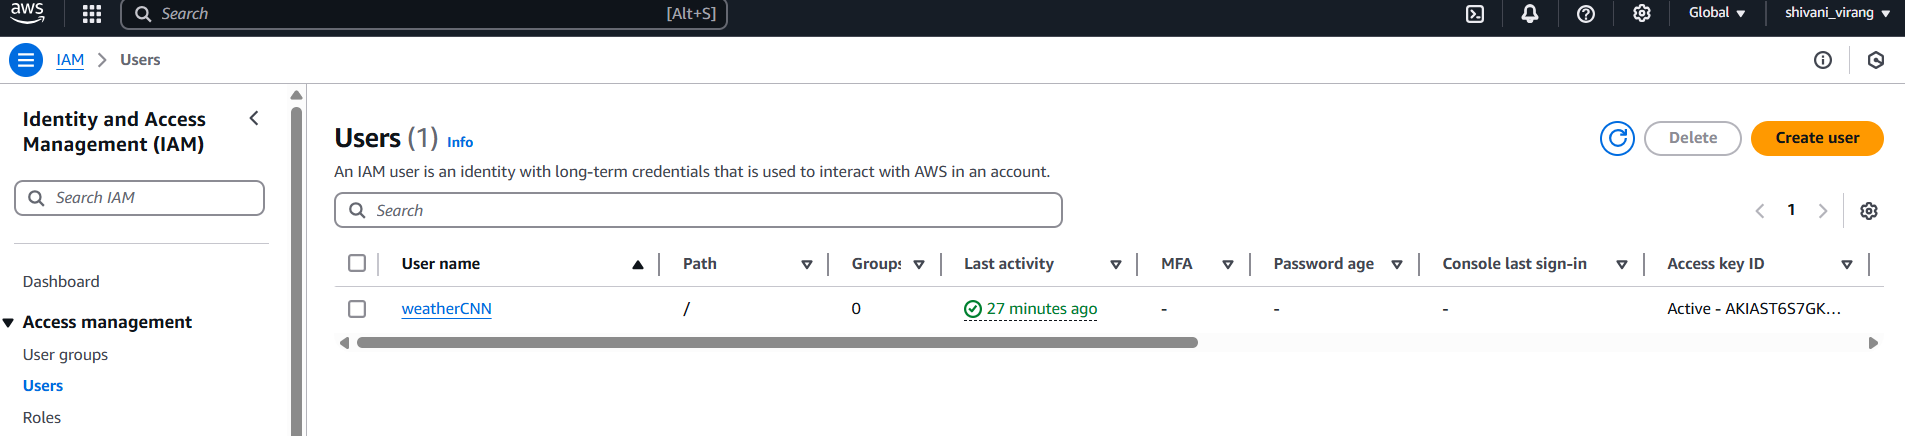 aws Search [Alt+S] Global shivani_virang
IAM > Users
Identity and Access
Management (IAM)
Search IAM
Dashboard
Access management
User groups
Users
Roles
Users (1) Info
Delete Create user
An IAM user is an identity with long-term credentials that is used to interact with AWS in an account.
Search
1
User name Path Groups Last activity MFA Password age Console last sign-in Access key ID
weatherCNN / 0 27 minutes ago - - - Active - AKIAST6S7GK...